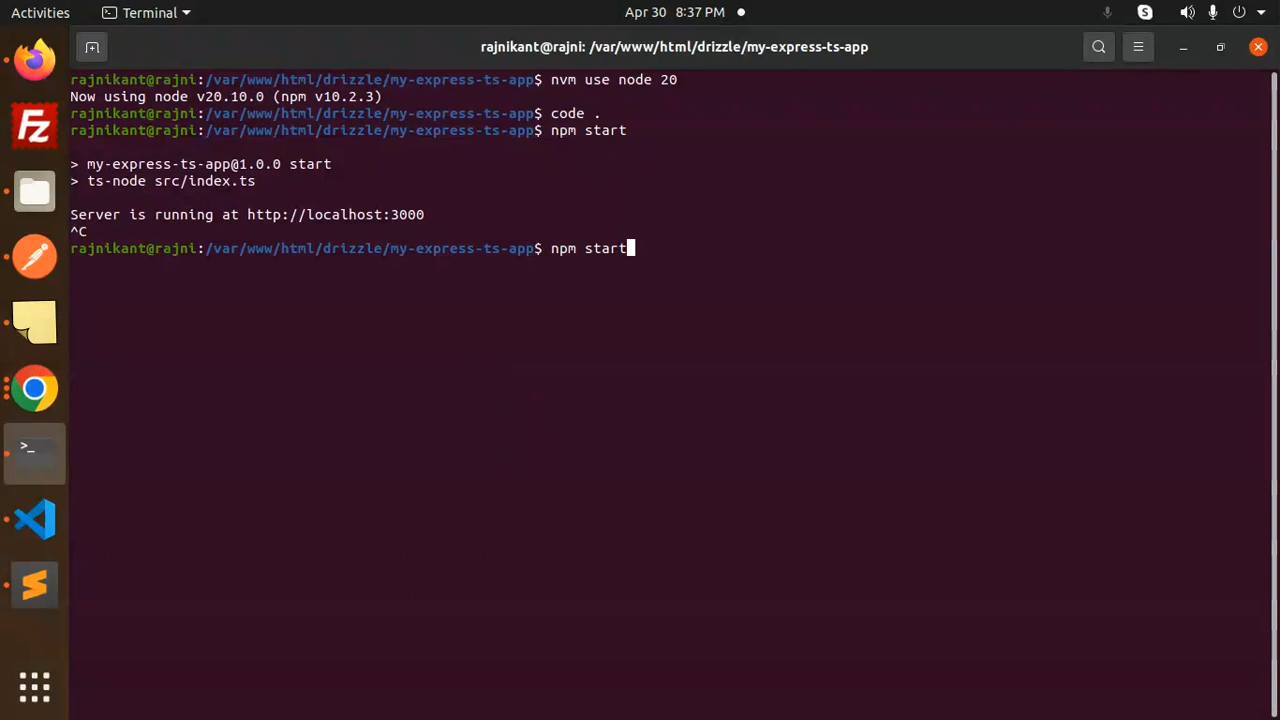 Activities
Terminal
Apr 30 8:37 PM
rajnikant@rajni: /var/www/html/drizzle/my-express-ts-app
rajnikant@rajni:/var/www/html/drizzle/my-express-ts-app$ nvm use node 20
Now using node v20.10.0 (npm v10.2.3)
rajnikant@rajni:/var/www/html/drizzle/my-express-ts-app$ code .
rajnikant@rajni:/var/www/html/drizzle/my-express-ts-app$ npm start
> my-express-ts-app@1.0.0 start
> ts-node src/index.ts
Server is running at http://localhost:3000
^C
rajnikant@rajni:/var/www/html/drizzle/my-express-ts-app$ npm start